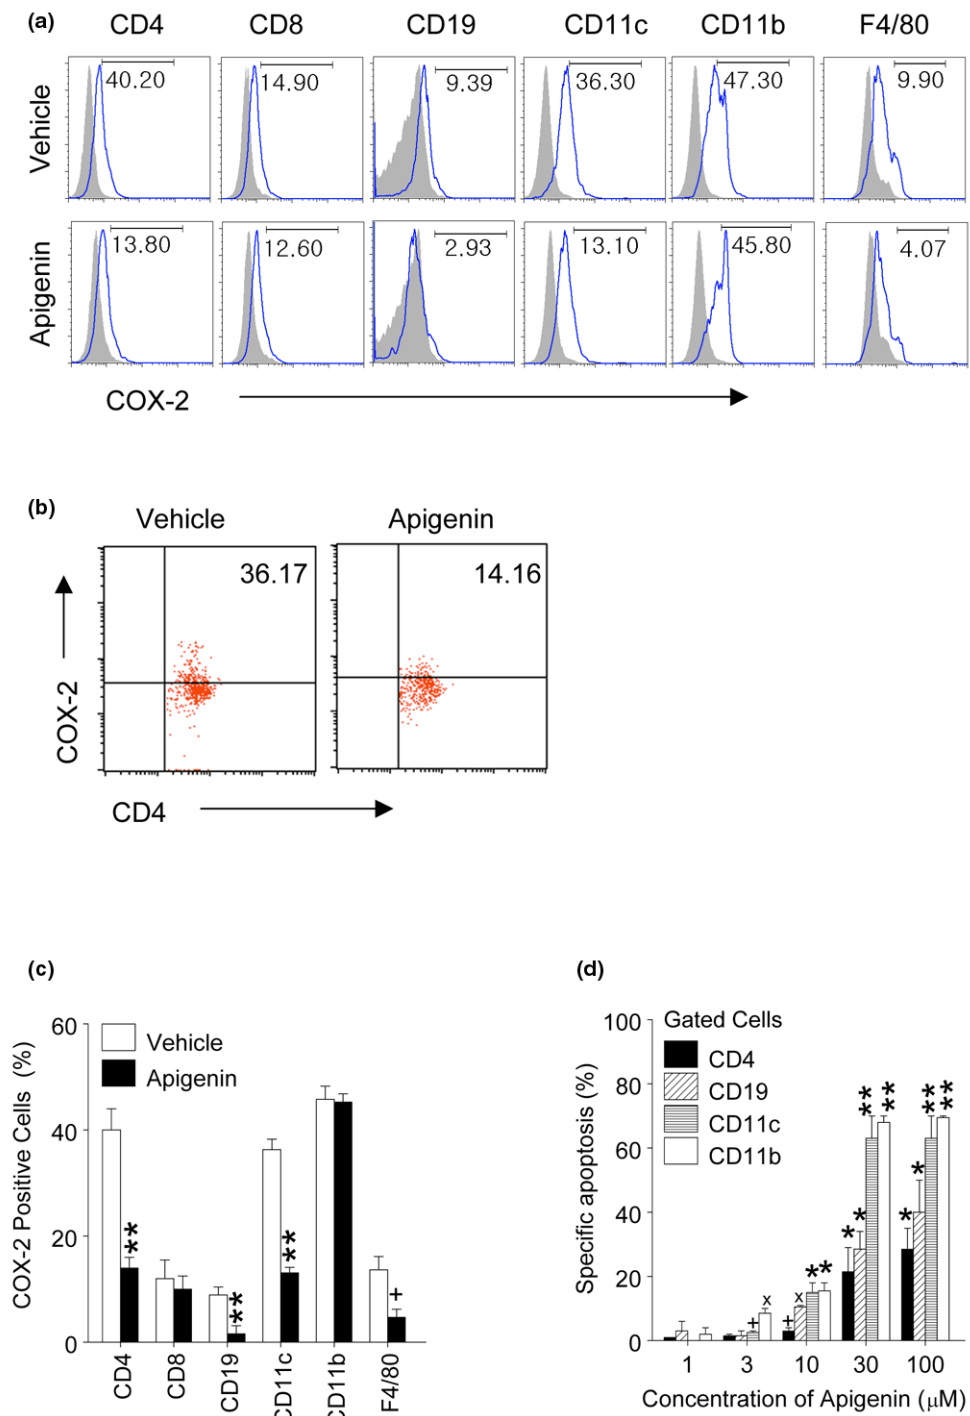 (a)
CD4 CD8 CD19 CD11c CD11b F4/80
Vehicle
40.20 14.90 9.39 36.30 47.30 9.90
Apigenin
13.80 12.60 2.93 13.10 45.80 4.07
COX-2
(b)
Vehicle Apigenin
36.17 14.16
COX-2
CD4
(c)
COX-2 Positive Cells (%)
60
40
20
0
Vehicle
Apigenin
**
**
**
+
CD4 CD8 CD19 CD11c CD11b F4/80
(d)
Specific apoptosis (%)
100
80
60
40
20
0
Gated Cells
CD4
CD19
CD11c
CD11b
+ x
+ x * *
* * ** **
* * ** **
1 3 10 30 100
Concentration of Apigenin (μM)